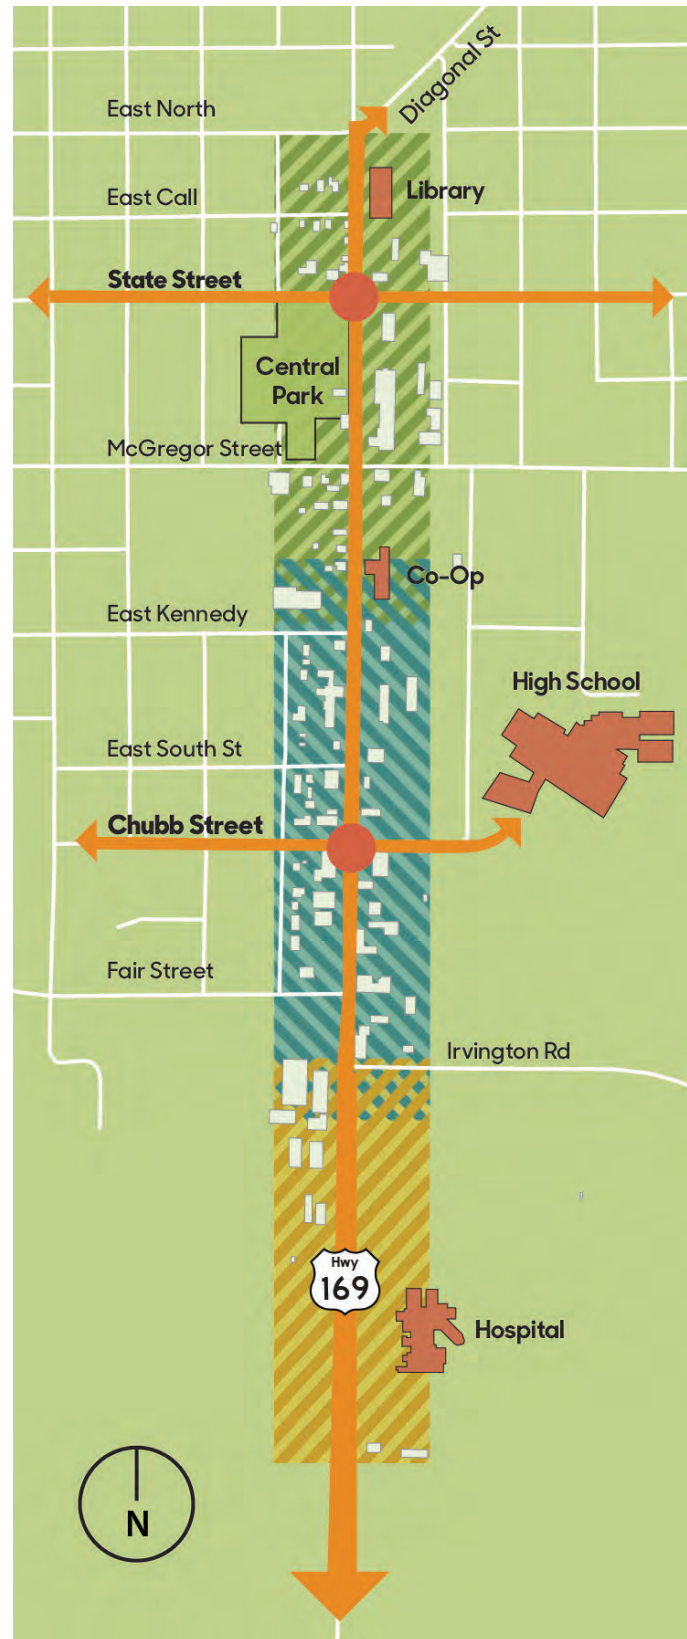 Diagonal St
East North
East Call
Library
State Street
Central
Park
McGregor Street
Co-Op
East Kennedy
High School
East South St
Chubb Street
Fair Street
Irvington Rd
Hwy
169
Hospital
N